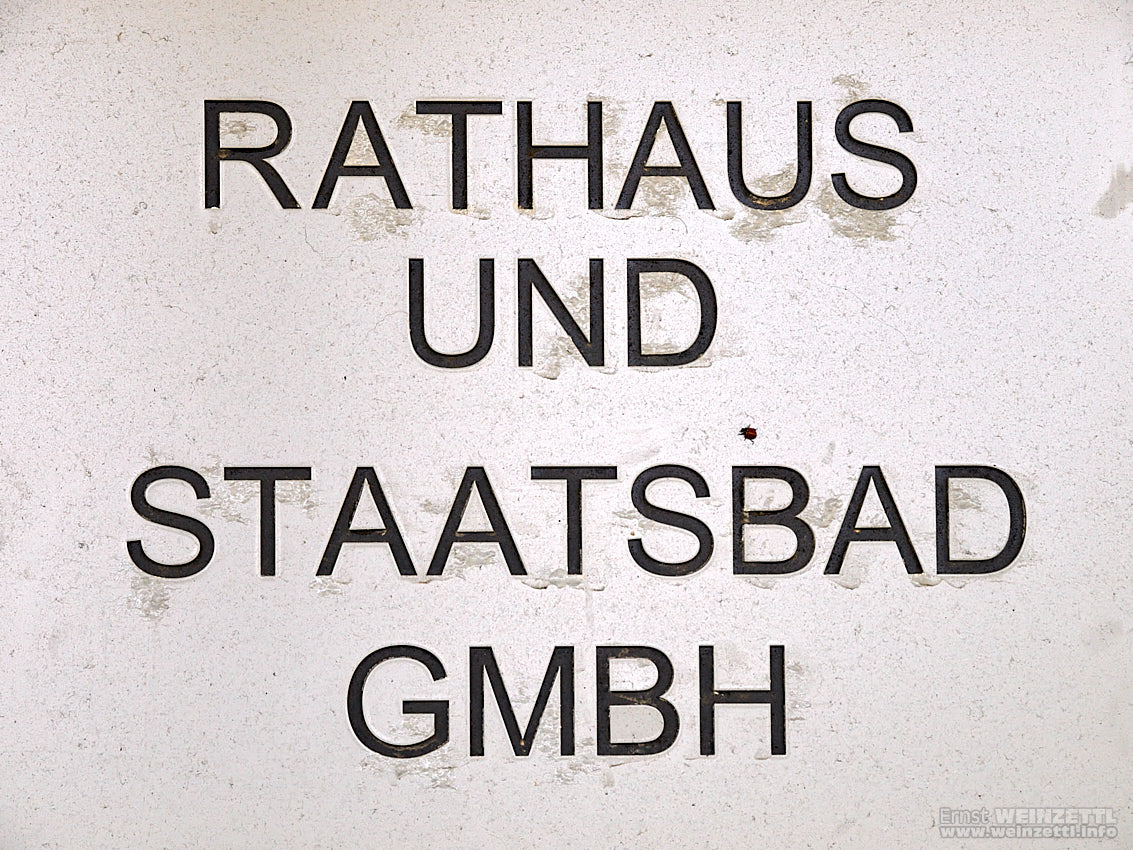 RATHAUS
UND
STAATSBAD
GMBH
Ernst WEINZETTL
www.weinzettl.info